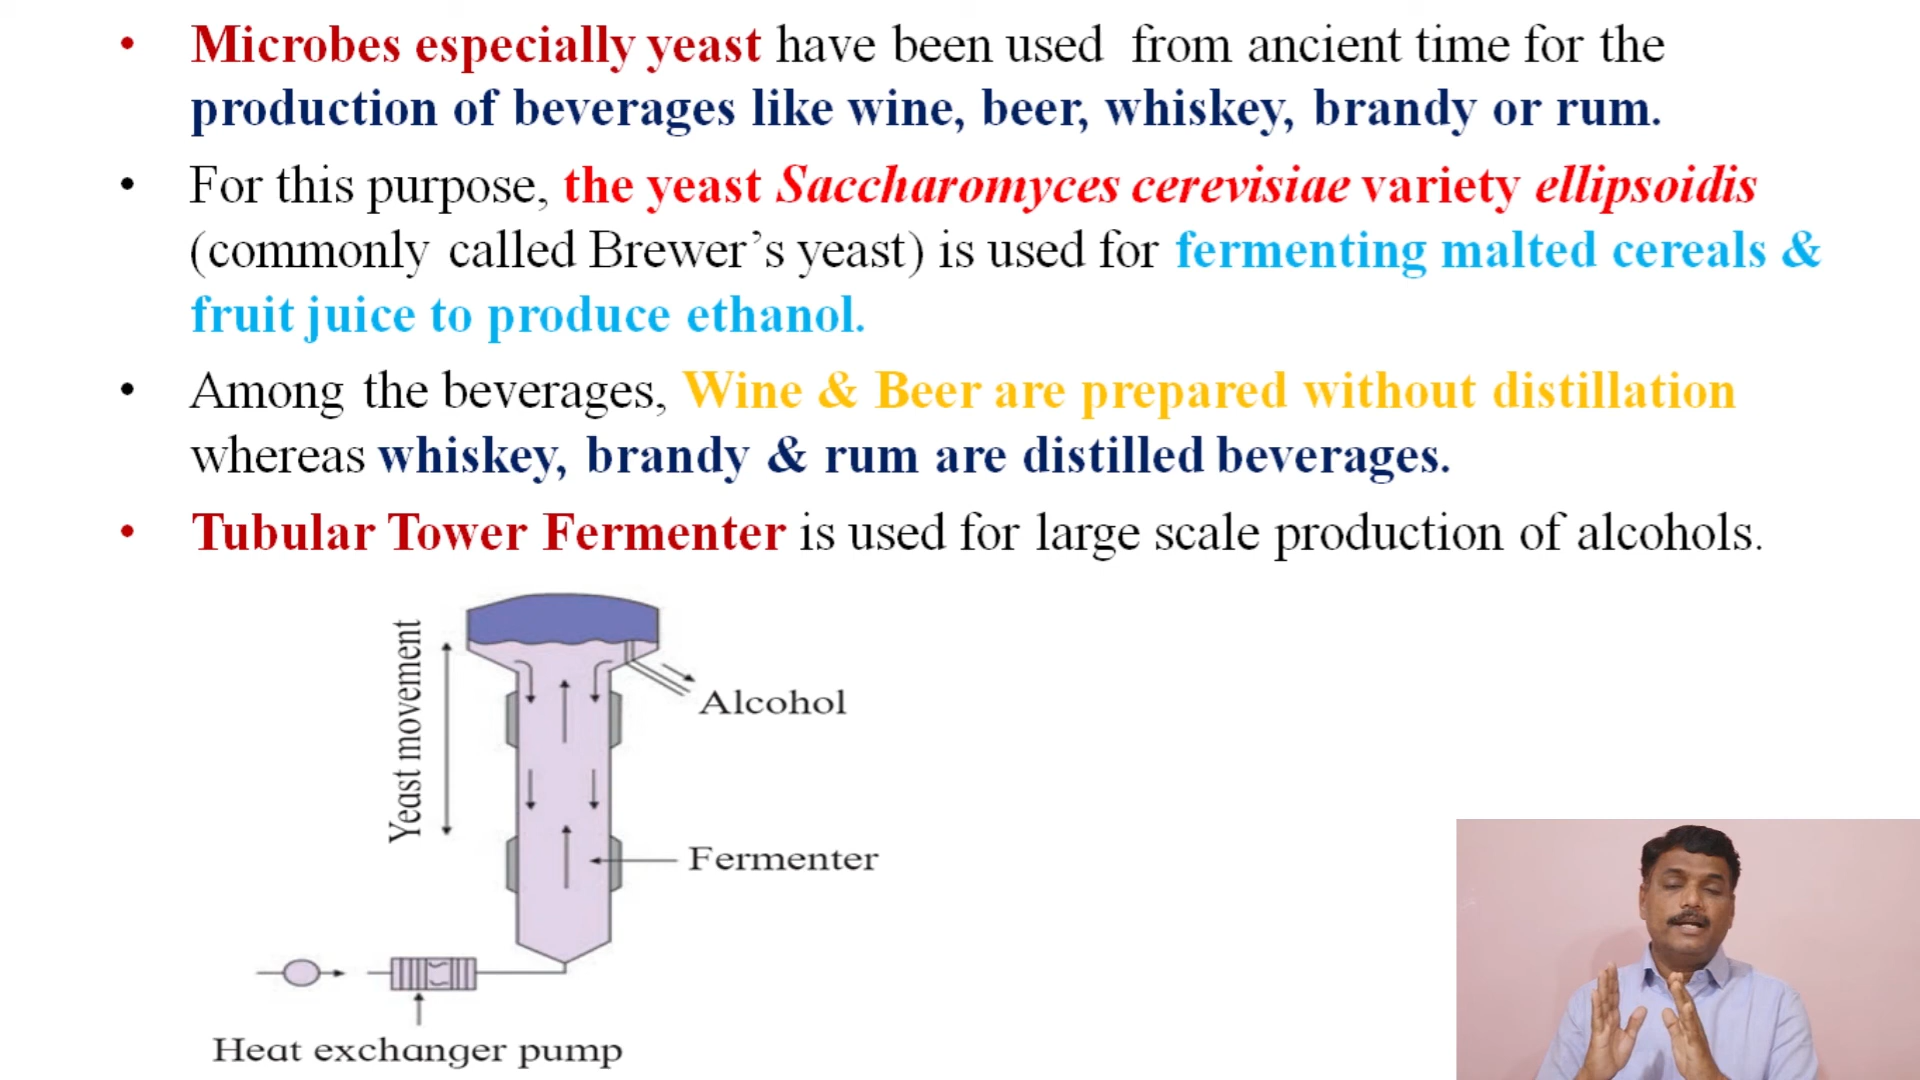 • Microbes especially yeast have been used from ancient time for the
production of beverages like wine, beer, whiskey, brandy or rum.
• For this purpose, the yeast Saccharomyces cerevisiae variety ellipsoidis
(commonly called Brewer’s yeast) is used for fermenting malted cereals &
fruit juice to produce ethanol.
• Among the beverages, Wine & Beer are prepared without distillation
whereas whiskey, brandy & rum are distilled beverages.
• Tubular Tower Fermenter is used for large scale production of alcohols.
Yeast movement
Alcohol
Fermenter
Heat exchanger pump